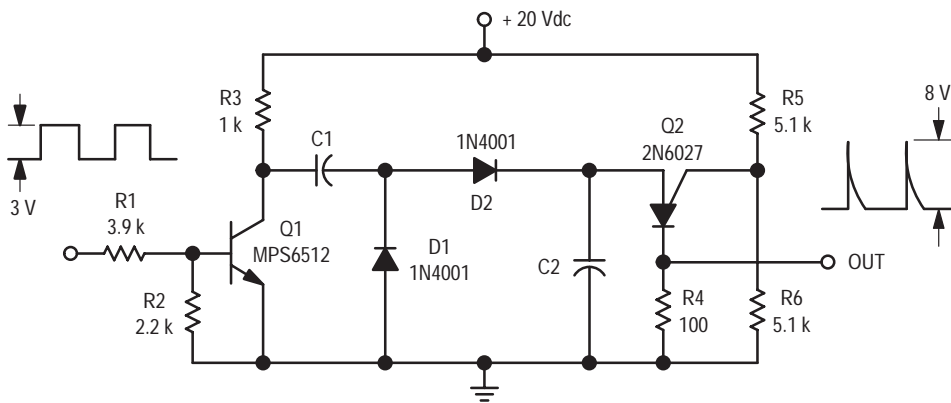 + 20 Vdc
R3
1 k
R5
5.1 k
8 V
C1
1N4001
D2
Q2
2N6027
3 V
R1
3.9 k
Q1
MPS6512
D1
1N4001
C2
OUT
R2
2.2 k
R4
100
R6
5.1 k